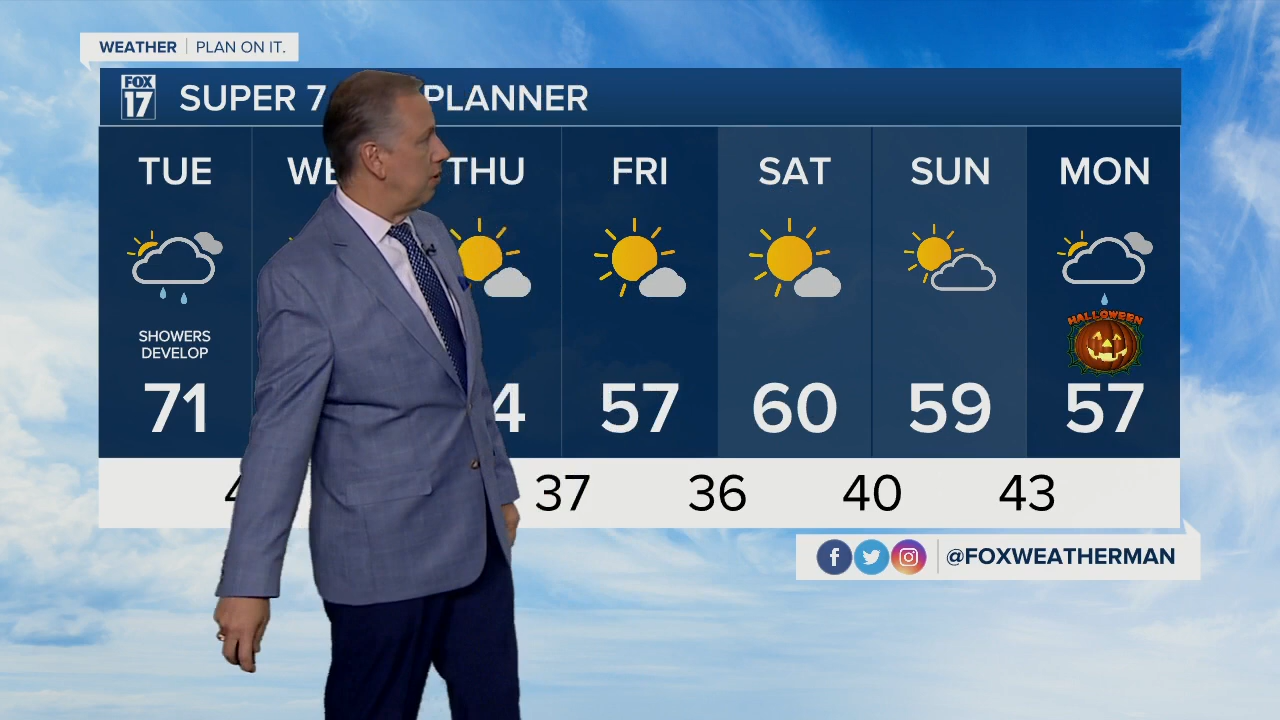 WEATHER | PLAN ON IT.
FOX
17
SUPER 7 PLANNER
TUE
SHOWERS
DEVELOP
71
THU
FRI
57
SAT
60
SUN
59
MON
HALLOWEEN
57
37
36
40
43
@FOXWEATHERMAN